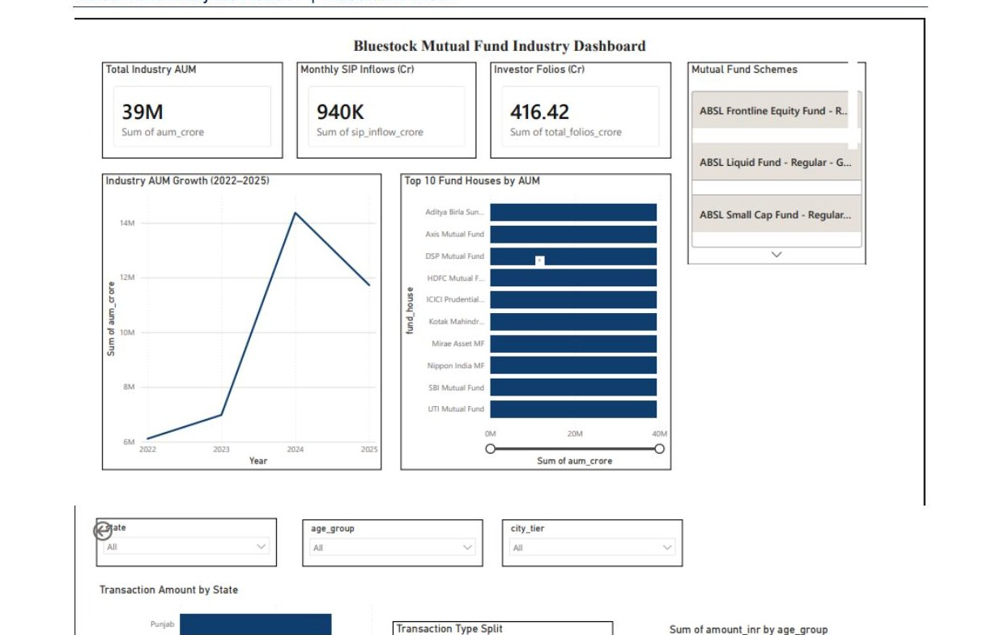 Bluestock Mutual Fund Industry Dashboard
Total Industry AUM
39M
Sum of aum_crore
Monthly SIP Inflows (Cr)
940K
Sum of sip_inflow_crore
Investor Folios (Cr)
416.42
Sum of total_folios_crore
Mutual Fund Schemes
ABSL Frontline Equity Fund - R...
ABSL Liquid Fund - Regular - G...
ABSL Small Cap Fund - Regular...
Industry AUM Growth (2022–2025)
Sum of aum_crore
14M
12M
10M
8M
6M
2022
2023
2024
2025
Year
Top 10 Fund Houses by AUM
fund_house
Aditya Birla Sun...
Axis Mutual Fund
DSP Mutual Fund
HDFC Mutual F...
ICICI Prudential...
Kotak Mahindr...
Mirae Asset MF
Nippon India MF
SBI Mutual Fund
UTI Mutual Fund
0M
20M
40M
Sum of aum_crore
state
All
age_group
All
city_tier
All
Transaction Amount by State
Punjab
Transaction Type Split
Sum of amount_inr by age_group